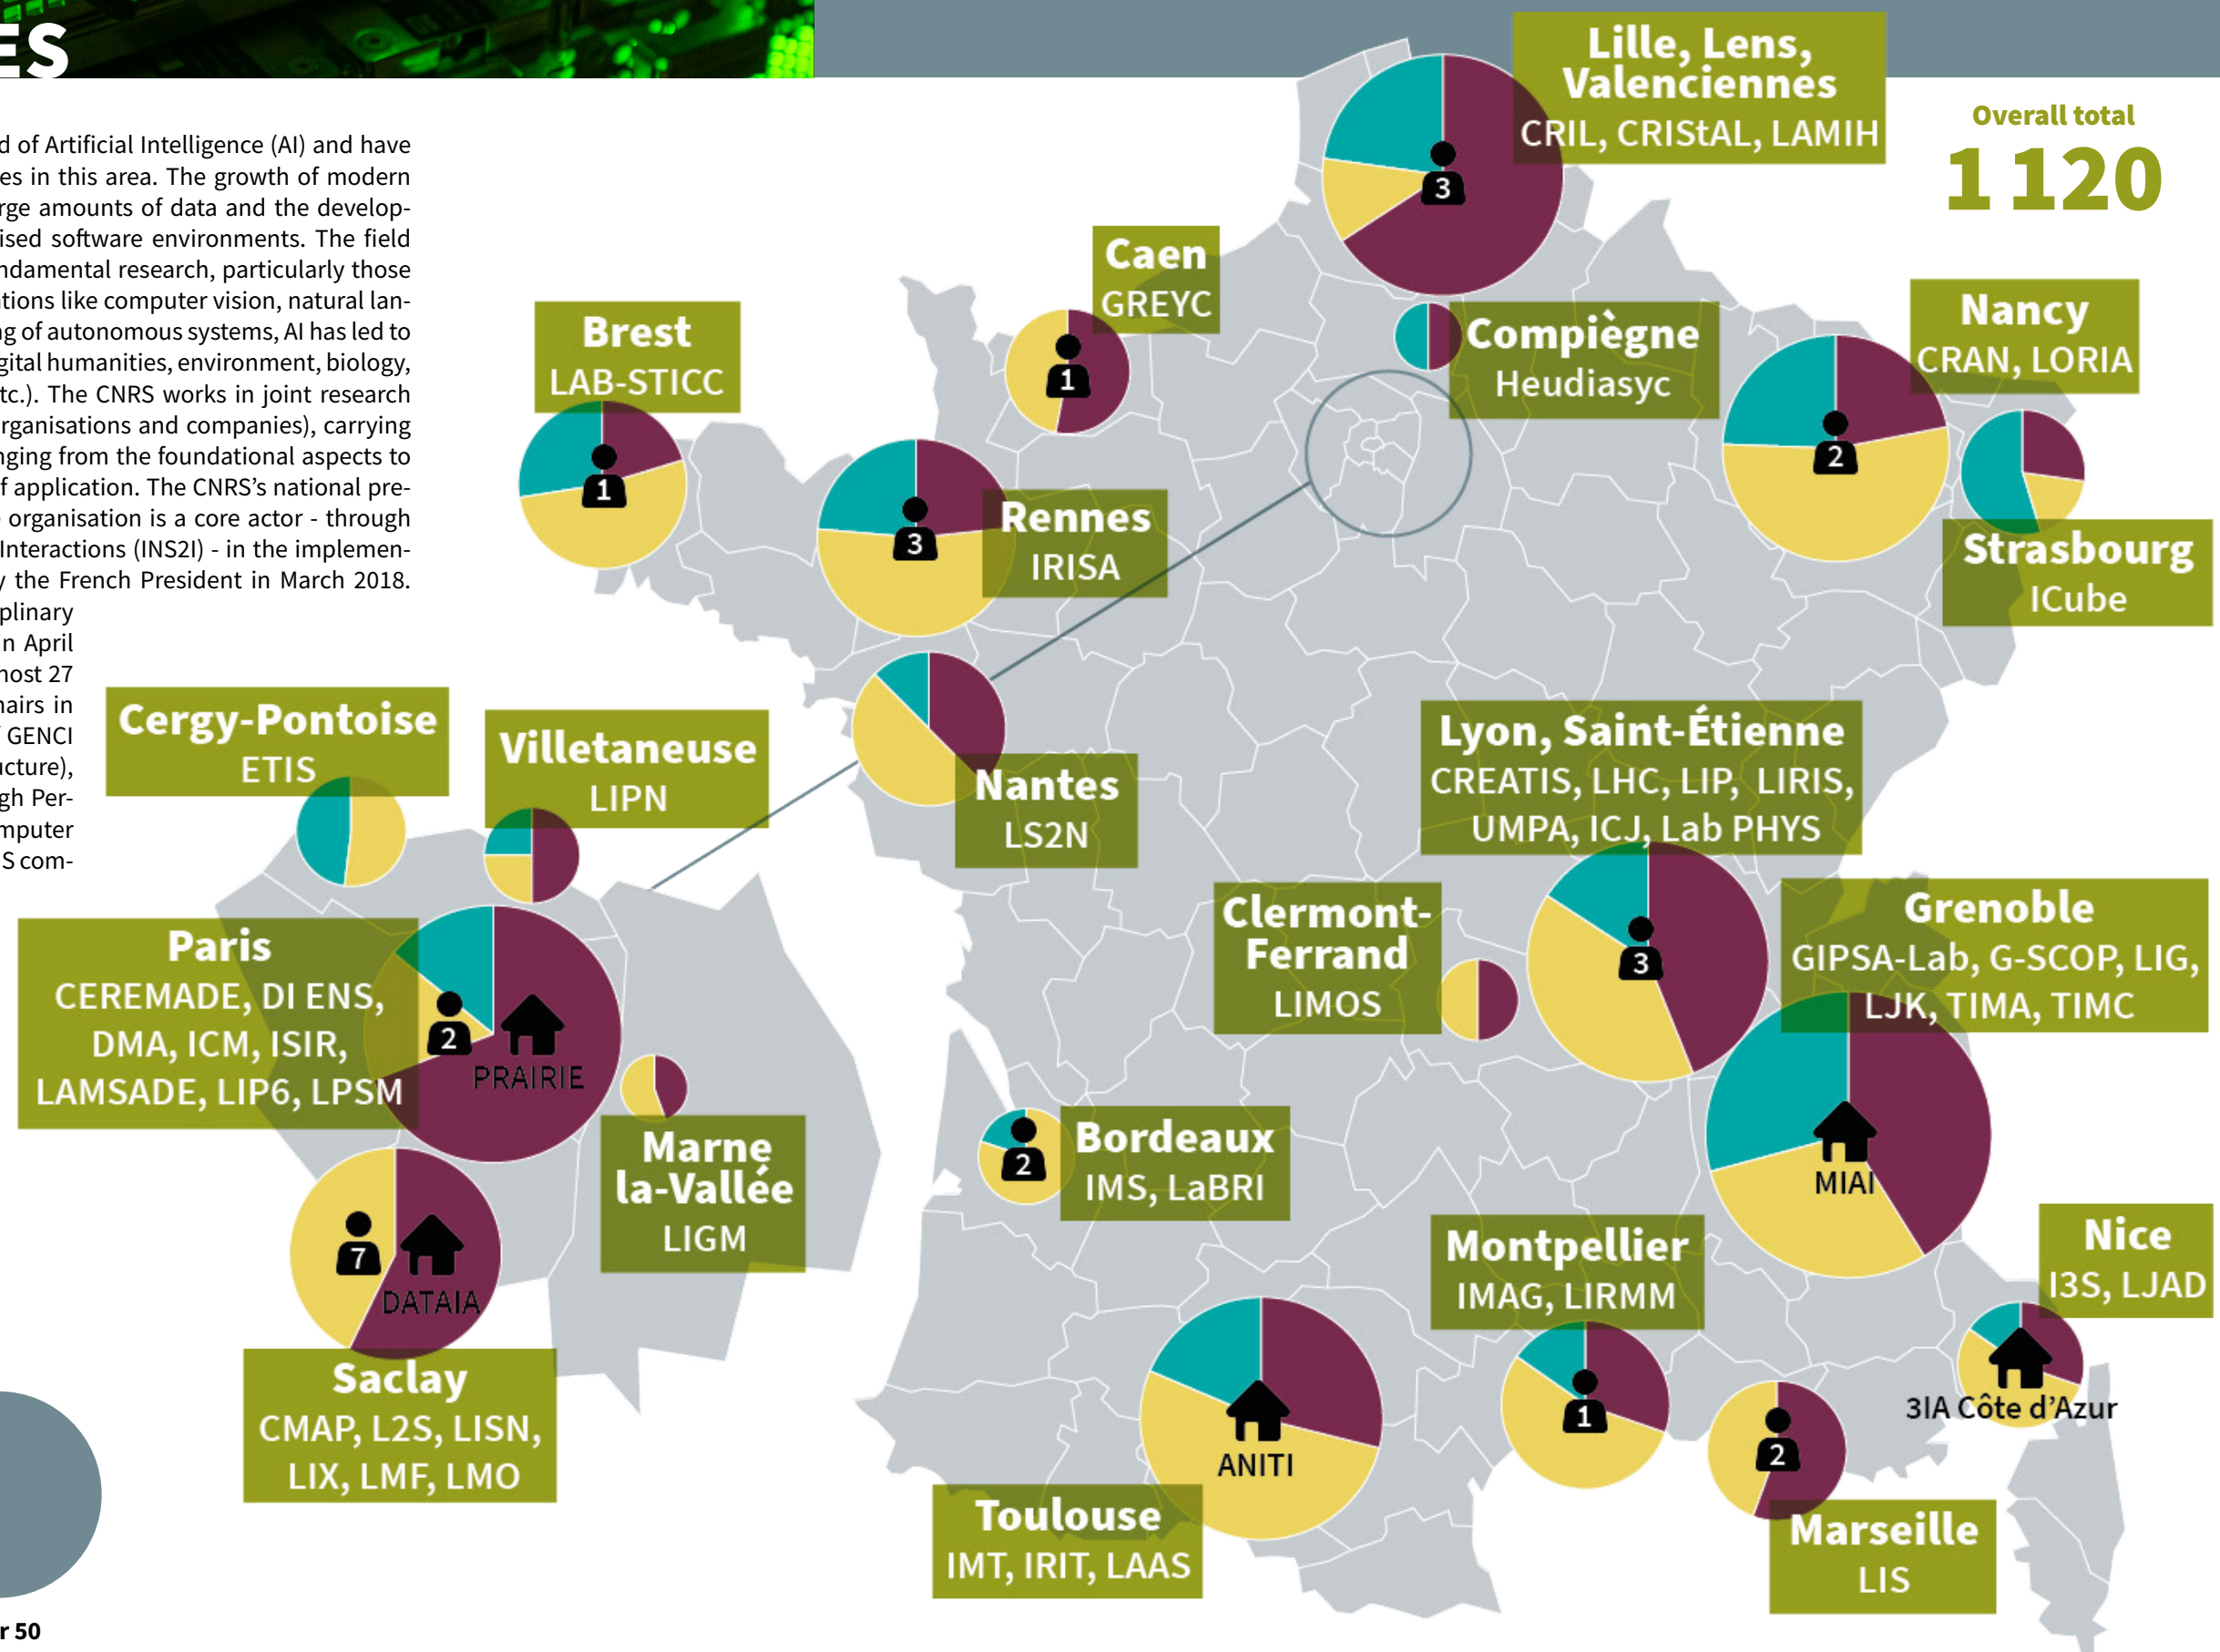 ES
d of Artificial Intelligence (AI) and have
es in this area. The growth of modern
rge amounts of data and the develop-
ised software environments. The field
ndamental research, particularly those
tions like computer vision, natural lan-
g of autonomous systems, AI has led to
gital humanities, environment, biology,
tc.). The CNRS works in joint research
rganisations and companies), carrying
nging from the foundational aspects to
f application. The CNRS's national pre-
e organisation is a core actor - through
Interactions (INS2I) - in the implemen-
y the French President in March 2018.
plinary
in April
most 27
hairs in
GENCI
ucture),
gh Per-
mputer
S com-
r 50
Overall total
1 120
Lille, Lens,
Valenciennes
CRIL, CRIStAL, LAMIH
3
Caen
GREYC
1
Compiègne
Heudiasyc
Nancy
CRAN, LORIA
2
Brest
LAB-STICC
1
Rennes
IRISA
3
Strasbourg
ICube
Nantes
LS2N
Cergy-Pontoise
ETIS
Villetaneuse
LIPN
Lyon, Saint-Étienne
CREATIS, LHC, LIP, LIRIS,
UMPA, ICJ, Lab PHYS
3
Clermont-
Ferrand
LIMOS
Grenoble
GIPSA-Lab, G-SCOP, LIG,
LJK, TIMA, TIMC
MIAI
Paris
CEREMADE, DI ENS,
DMA, ICM, ISIR,
LAMSADE, LIP6, LPSM
2
PRAIRIE
Marne
la-Vallée
LIGM
Bordeaux
IMS, LaBRI
2
7
DATAIA
Saclay
CMAP, L2S, LISN,
LIX, LMF, LMO
Montpellier
IMAG, LIRMM
1
Nice
I3S, LJAD
3IA Côte d'Azur
ANITI
Toulouse
IMT, IRIT, LAAS
2
Marseille
LIS